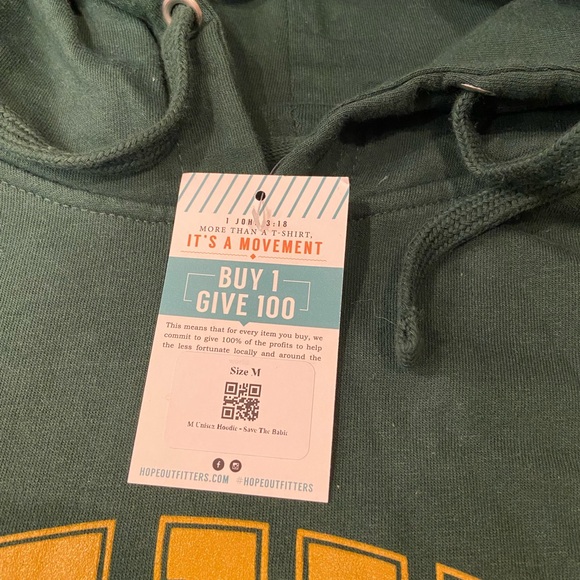 1 JOHN 3:18
MORE THAN A T-SHIRT,
IT'S A MOVEMENT
BUY 1
GIVE 100
This means that for every item you buy, we
commit to give 100% of the profits to help
the less fortunate locally and around the
Size M
M Unisex Hoodie - Save The Babie
HOPEOUTFITTERS.COM #HOPEOUTFITTERS